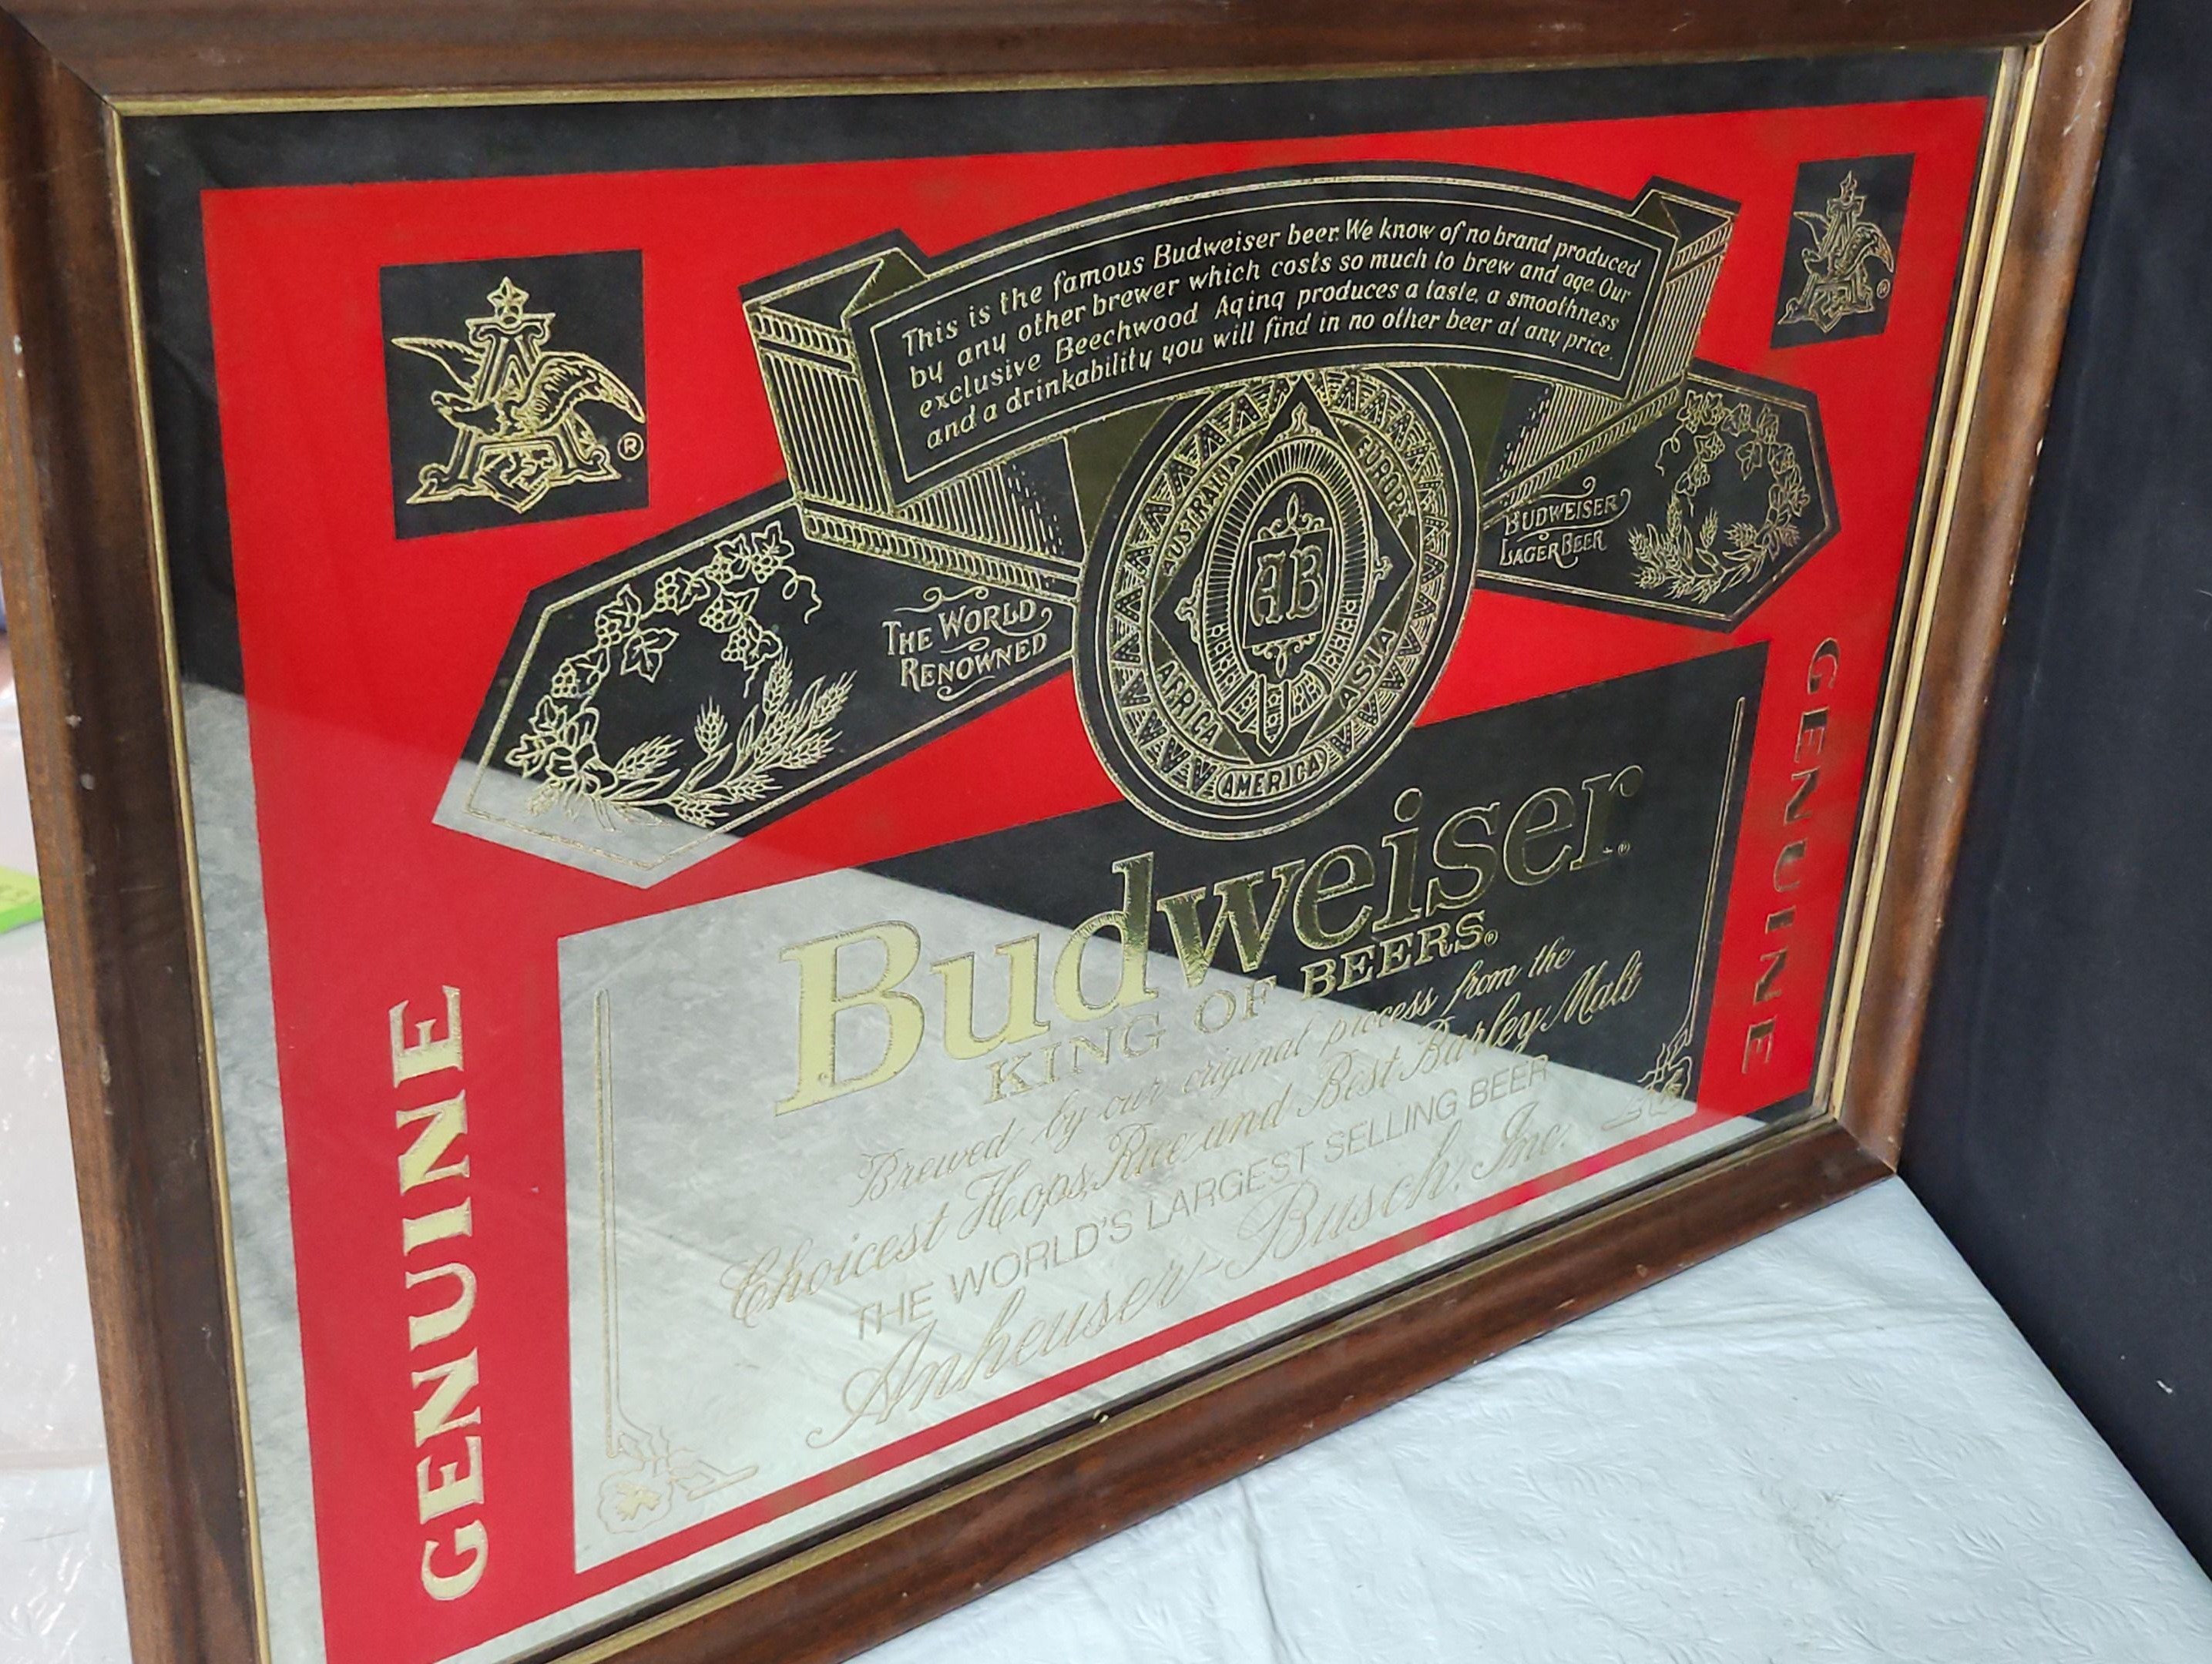 This is the famous Budweiser beer. We know of no brand produced
by any other brewer which costs so much to brew and age. Our
exclusive Beechwood Aging produces a taste, a smoothness
and a drinkability you will find in no other beer at any price.
®
®
AUSTRALIA
EUROPE
AB
AFRICA
ASIA
AMERICA
THE WORLD
RENOWNED
BUDWEISER
LAGER BEER
Budweiser®
KING OF BEERS®
Brewed by our original process from the
Choicest Hops, Rice and Best Barley Malt
THE WORLD'S LARGEST SELLING BEER
Anheuser-Busch, Inc.
GENUINE
GENUINE